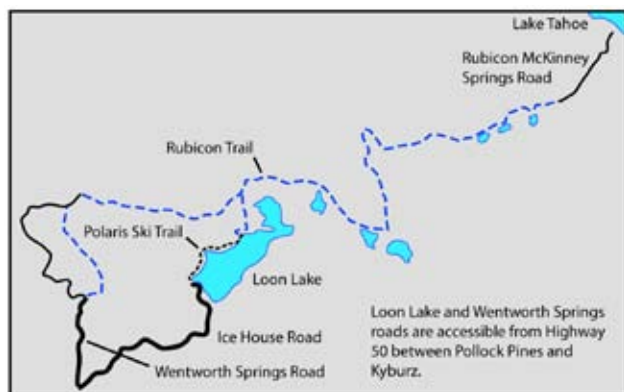 Lake Tahoe
Rubicon McKinney
Springs Road
Rubicon Trail
Polaris Ski Trail
Loon Lake
Ice House Road
Wentworth Springs Road
Loon Lake and Wentworth Springs
roads are accessible from Highway
50 between Pollock Pines and
Kyburz.